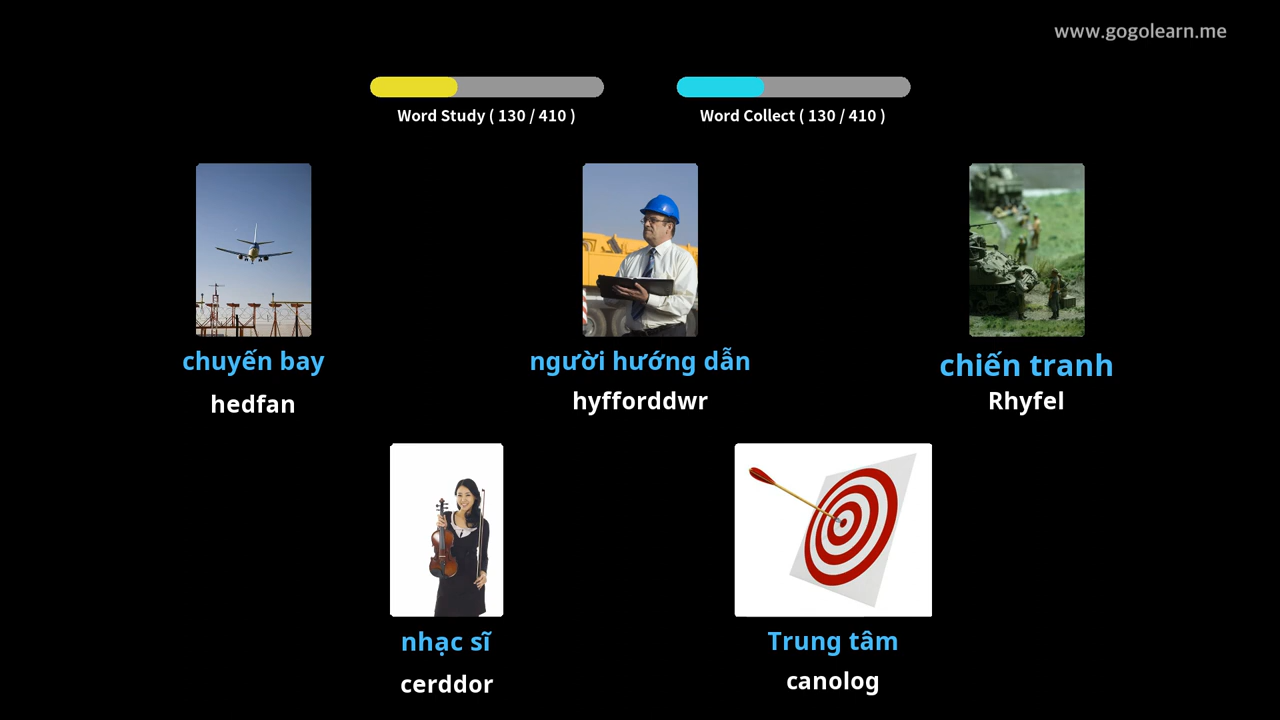 www.gogolearn.me
Word Study ( 130 / 410 )
Word Collect ( 130 / 410 )
chuyến bay
người hướng dẫn
chiến tranh
hedfan
hyfforddwr
Rhyfel
nhạc sĩ
Trung tâm
cerddor
canolog